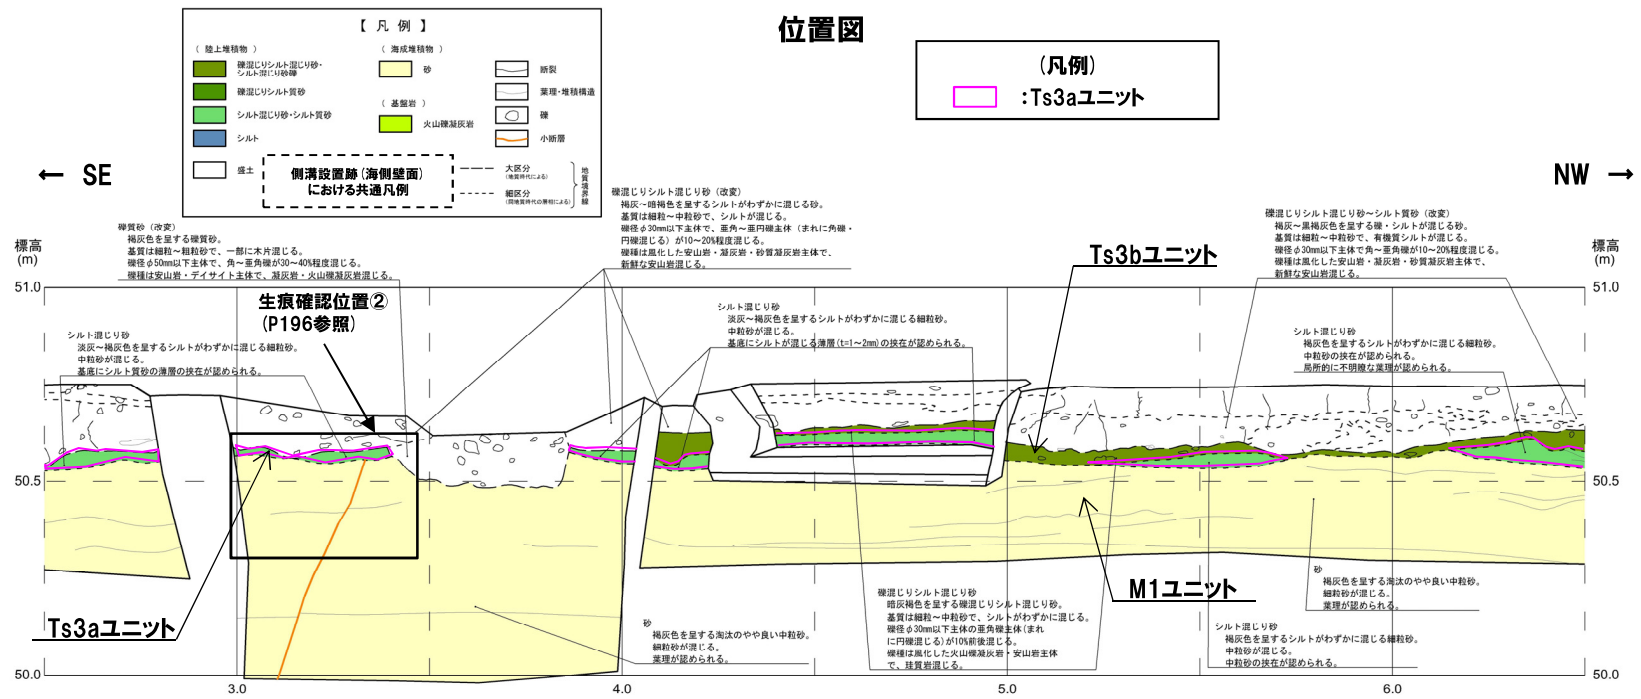 位置図
【 凡 例 】
( 陸上堆積物 )
礫混じりシルト混じり砂・
シルト混じり砂礫
礫混じりシルト質砂
シルト混じり砂・シルト質砂
シルト
盛土
( 海成堆積物 )
砂
( 基盤岩 )
火山礫凝灰岩
断裂
葉理・堆積構造
礫
小断層
側溝設置跡(海側壁面)
における共通凡例
大区分
(地質時代による)
細区分
(同地質時代の層相による)
地質境界線
(凡例)
:Ts3aユニット
← SE
NW →
標高
(m)
標高
(m)
礫質砂(改変)
褐灰色を呈する礫質砂。
基質は細粒〜粗粒砂で、一部に木片混じる。
礫径φ50mm以下主体で、角〜亜角礫が30〜40%程度混じる。
礫種は安山岩・デイサイト主体で、凝灰岩・火山礫凝灰岩混じる。
礫混じりシルト混じり砂(改変)
褐灰〜暗褐色を呈するシルトがわずかに混じる砂。
基質は細粒〜中粒砂で、シルトが混じる。
礫径φ30mm以下主体で、亜角〜亜円礫主体(まれに角礫・
円礫混じる)が10〜20%程度混じる。
礫種は風化した安山岩・凝灰岩・砂質凝灰岩主体で、
新鮮な安山岩混じる。
礫混じりシルト混じり砂〜シルト質砂(改変)
褐灰〜黒褐灰色を呈する礫・シルトが混じる砂。
基質は細粒〜中粒砂で、有機質シルトが混じる。
礫径φ30mm以下主体で角〜亜角礫が10〜20%程度混じる。
礫種は風化した安山岩・凝灰岩・砂質凝灰岩主体で、
新鮮な安山岩混じる。
Ts3bユニット
51.0
51.0
生痕確認位置②
(P196参照)
シルト混じり砂
淡灰〜褐灰色を呈するシルトがわずかに混じる細粒砂。
中粒砂が混じる。
基底にシルト質砂の薄層の挟在が認められる。
シルト混じり砂
淡灰〜褐灰色を呈するシルトがわずかに混じる細粒砂。
中粒砂が混じる。
基底にシルトが混じる薄層(t=1〜2mm)の挟在が認められる。
シルト混じり砂
褐灰色を呈するシルトがわずかに混じる細粒砂。
中粒砂の挟在が認められる。
局所的に不明瞭な葉理が認められる。
50.5
50.5
Ts3aユニット
砂
褐灰色を呈する淘汰のやや良い中粒砂。
細粒砂が混じる。
葉理が認められる。
礫混じりシルト混じり砂
暗灰褐色を呈する礫混じりシルト混じり砂。
基質は細粒〜中粒砂で、シルトがわずかに混じる。
礫径φ30mm以下主体の亜角礫主体(まれ
に円礫混じる)が10%前後混じる。
礫種は風化した火山礫凝灰岩・安山岩主体
で、珪質岩混じる。
M1ユニット
砂
褐灰色を呈する淘汰のやや良い中粒砂。
細粒砂が混じる。
葉理が認められる。
シルト混じり砂
褐灰色を呈するシルトがわずかに混じる細粒砂。
中粒砂が混じる。
中粒砂の挟在が認められる。
50.0
50.0
3.0
4.0
5.0
6.0